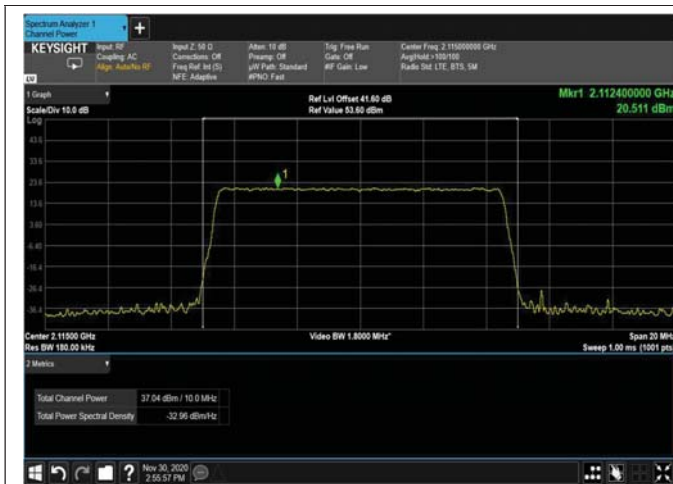 Spectrum Analyzer 1
Channel Power
KEYSIGHT
Input: RF
Coupling: AC
Align: Auto/No RF
Input Z: 50 Ω
Corrections: Off
Freq Ref: Int (S)
NFE: Adaptive
Atten: 10 dB
Preamp: Off
µW Path: Standard
#PNO: Fast
Trig: Free Run
Gate: Off
#IF Gain: Low
Center Freq: 2.115000000 GHz
Avg|Hold:>100/100
Radio Std: LTE, BTS, 5M
LV
1 Graph
Scale/Div 10.0 dB
Ref Lvl Offset 41.60 dB
Ref Value 53.60 dBm
Mkr1 2.112400000 GHz
20.511 dBm
Log
43.6
33.6
23.6
13.6
3.60
-6.40
-16.4
-26.4
-36.4
1
Center 2.11500 GHz
Res BW 180.00 kHz
Video BW 1.8000 MHz*
Span 20 MHz
Sweep 1.00 ms (1001 pts)
2 Metrics
Total Channel Power 37.04 dBm / 10.0 MHz
Total Power Spectral Density -32.96 dBm/Hz
?
Nov 30, 2020
2:55:57 PM